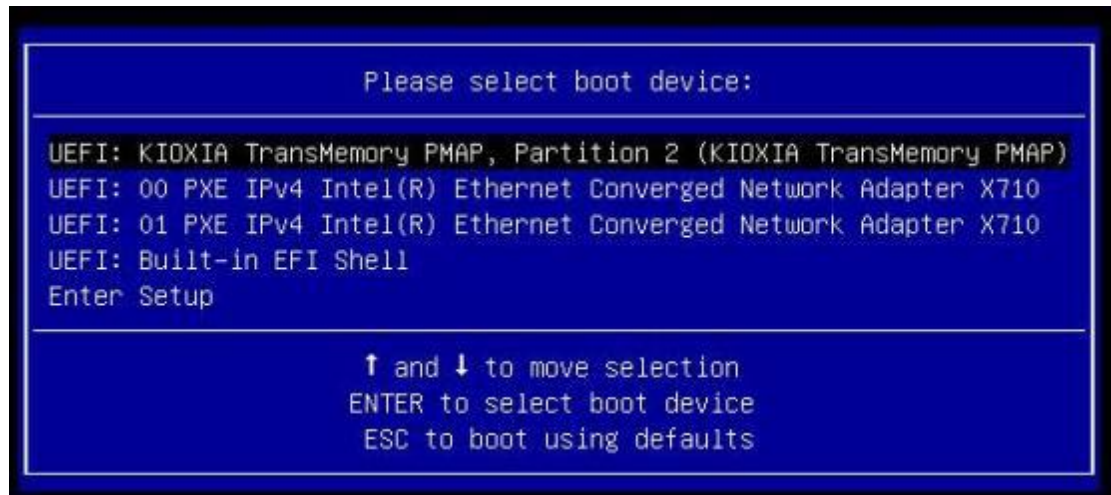 Please select boot device:
UEFI: KIOXIA TransMemory PMAP, Partition 2 (KIOXIA TransMemory PMAP)
UEFI: 00 PXE IPv4 Intel(R) Ethernet Converged Network Adapter X710
UEFI: 01 PXE IPv4 Intel(R) Ethernet Converged Network Adapter X710
UEFI: Built-in EFI Shell
Enter Setup
↑ and ↓ to move selection
ENTER to select boot device
ESC to boot using defaults